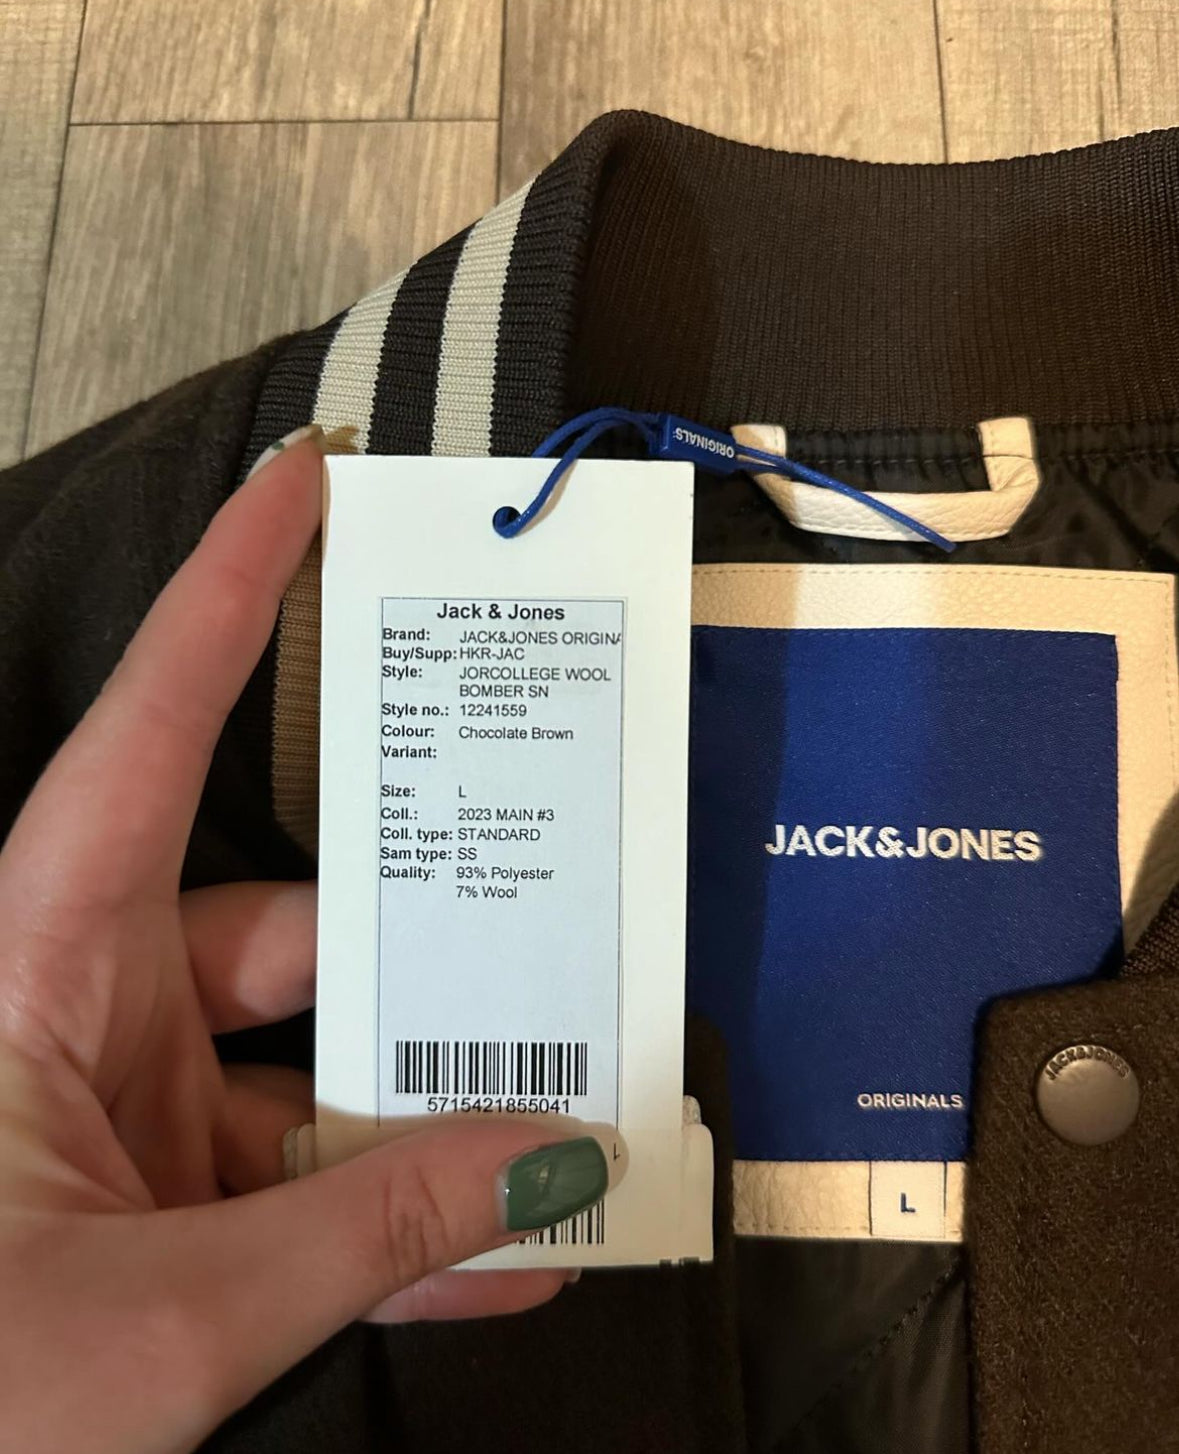 ORIGINALS
Jack & Jones
Brand: JACK&JONES ORIGINA
Buy/Supp: HKR-JAC
Style: JORCOLLEGE WOOL
BOMBER SN
Style no.: 12241559
Colour: Chocolate Brown
Variant:
Size: L
Coll.: 2023 MAIN #3
Coll. type: STANDARD
Sam type: SS
Quality: 93% Polyester
7% Wool
5715421855041
JACK&JONES
ORIGINALS
L
JACK&JONES